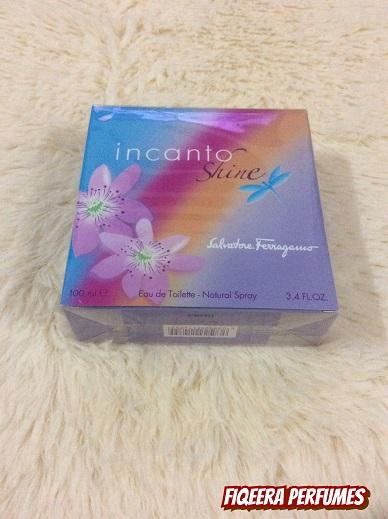 incanto
Shine
Salvatore Ferragamo
100 ml ℮ Eau de Toilette - Natural Spray 3.4 FL.OZ.
FIQEERA PERFUMES